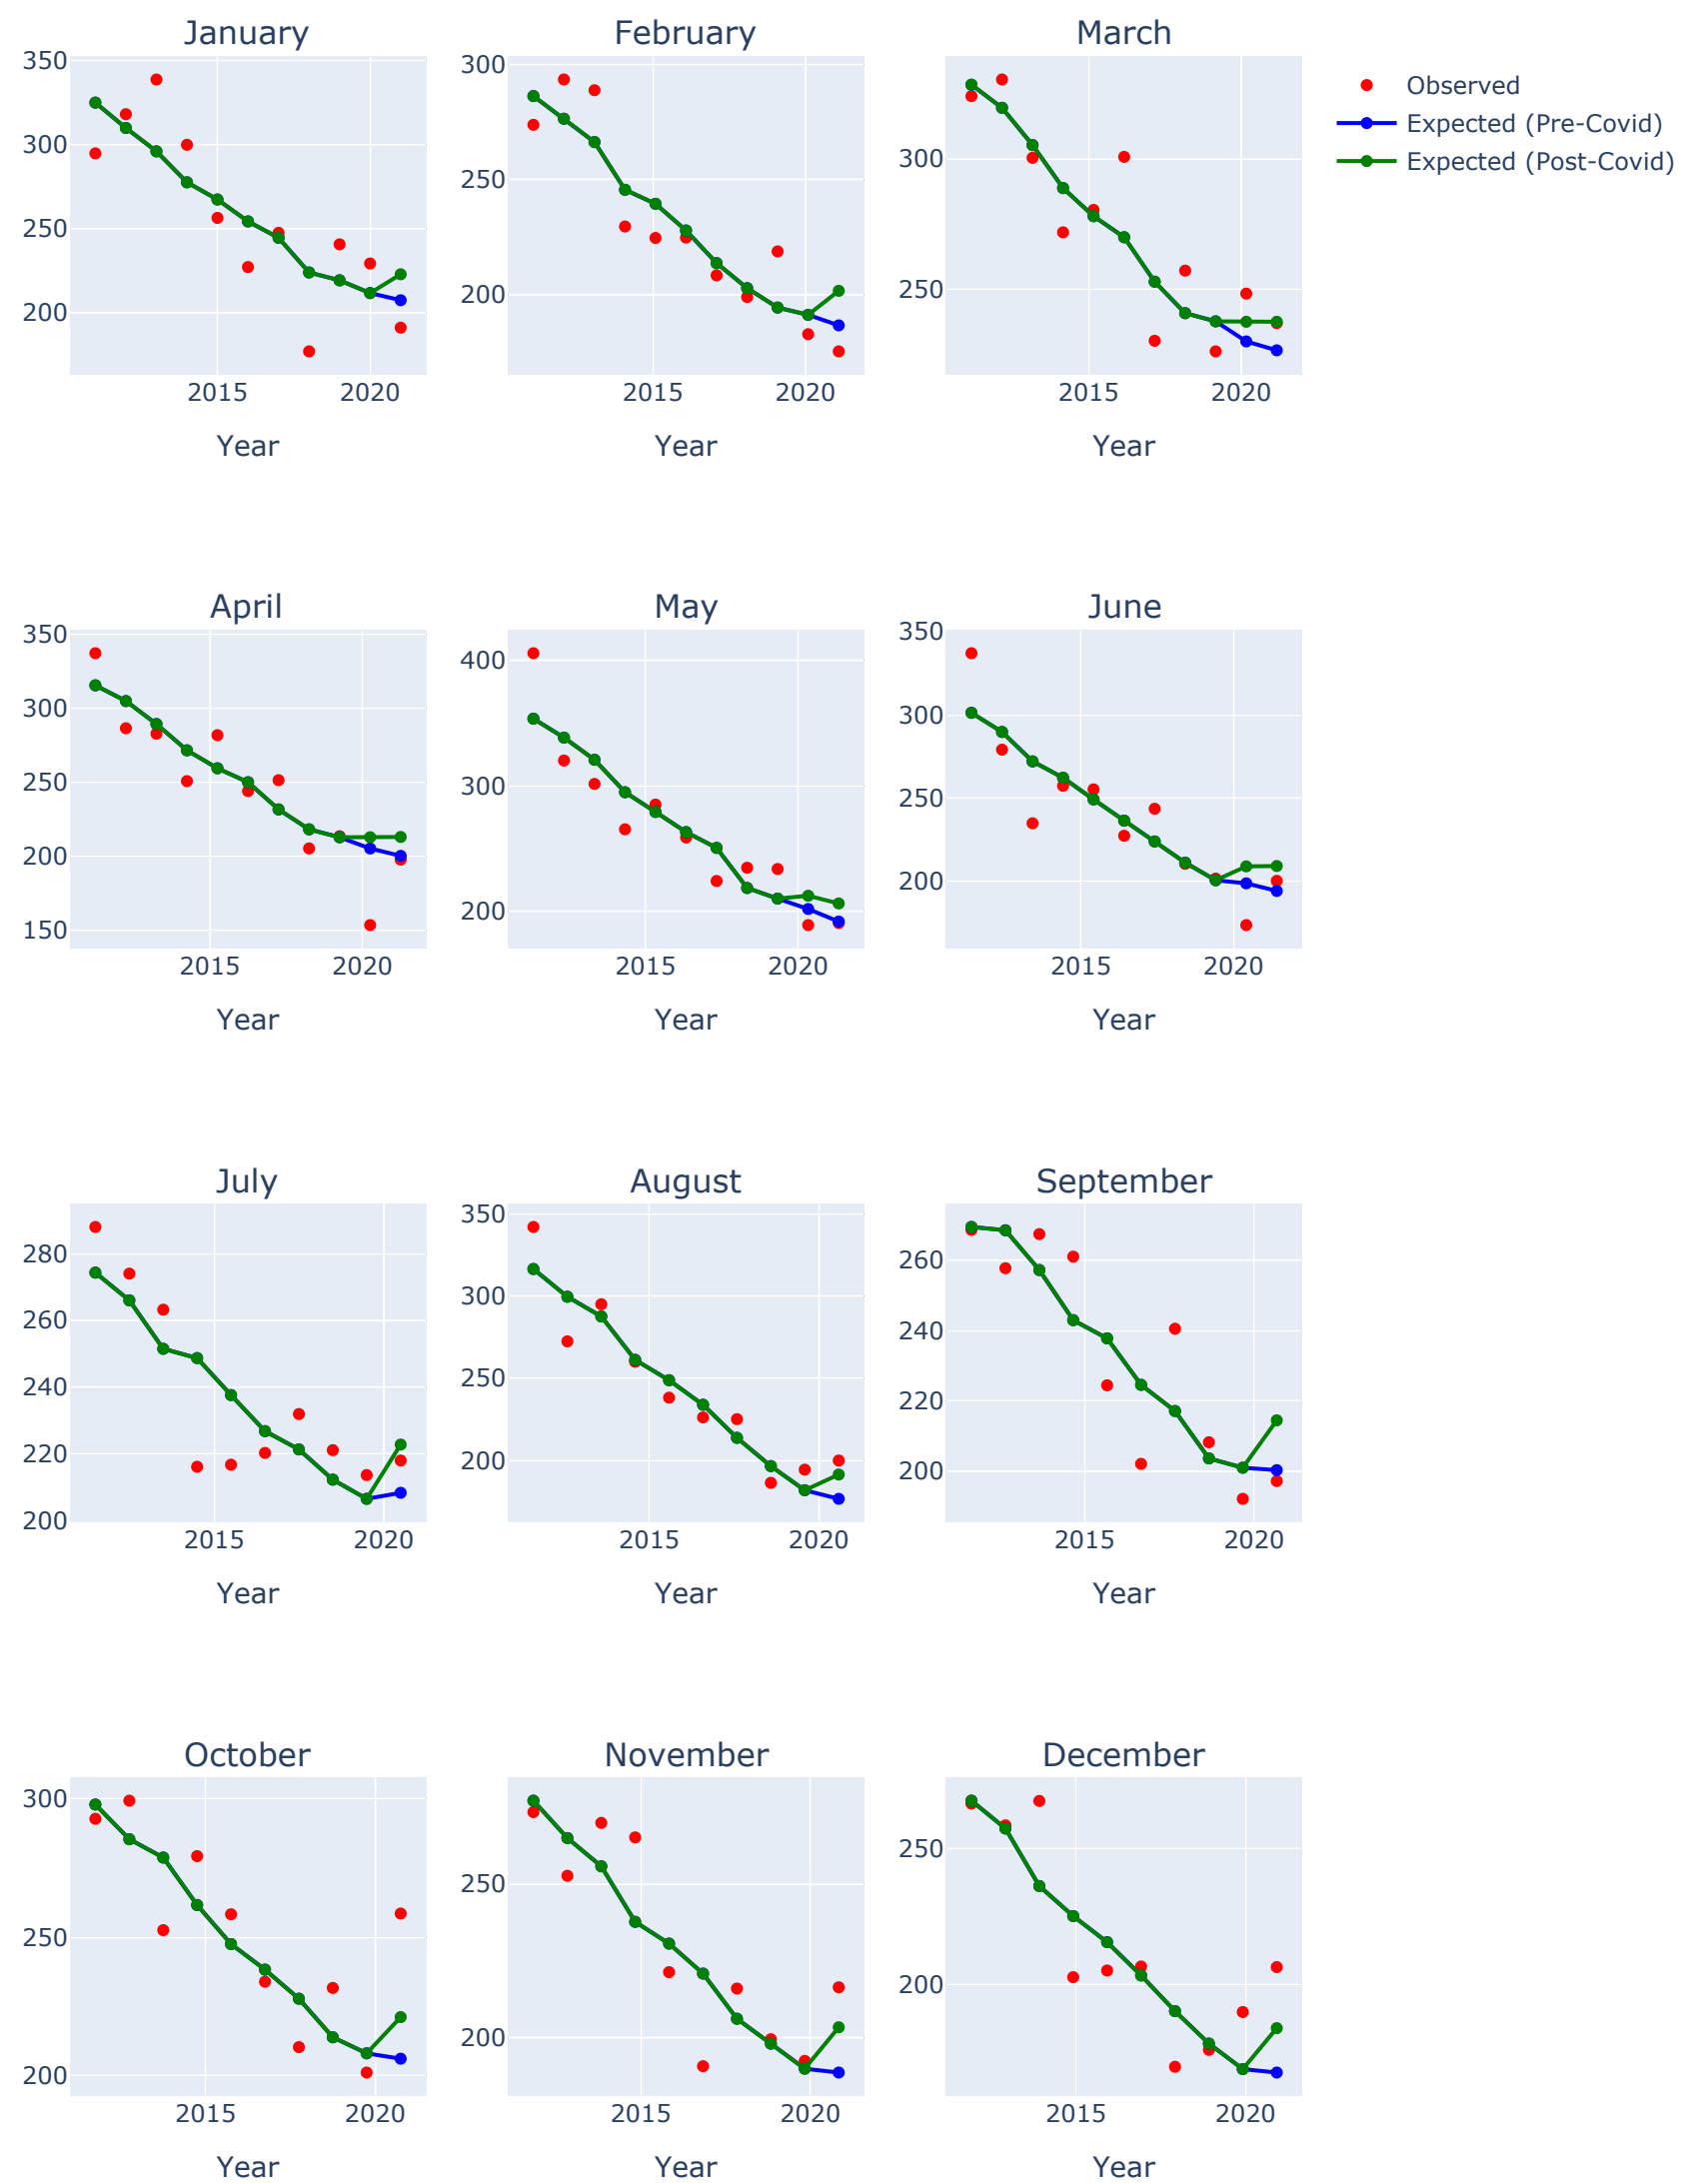 January February March
350
300
250
200
2015 2020
Year
300
250
200
2015 2020
Year
300
250
2015 2020
Year
Observed
Expected (Pre-Covid)
Expected (Post-Covid)
April May June
350
300
250
200
150
2015 2020
Year
400
300
200
2015 2020
Year
350
300
250
200
2015 2020
Year
July August September
280
260
240
220
200
2015 2020
Year
350
300
250
200
2015 2020
Year
260
240
220
200
2015 2020
Year
October November December
300
250
200
2015 2020
Year
250
200
2015 2020
Year
250
200
2015 2020
Year